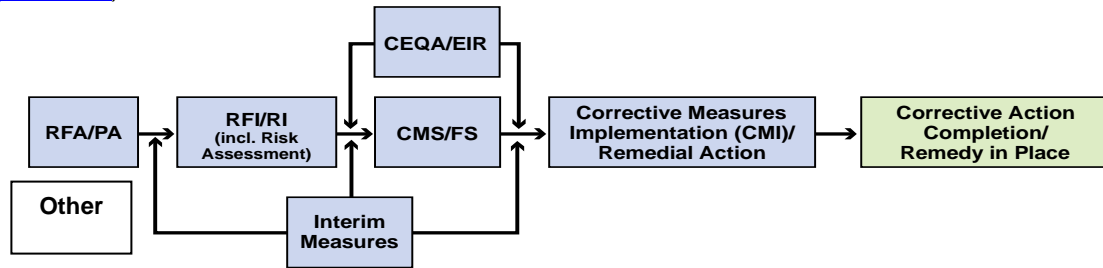 CEQA/EIR
RFA/PA
RFI/RI
(incl. Risk
Assessment)
CMS/FS
Corrective Measures
Implementation (CMI)/
Remedial Action
Corrective Action
Completion/
Remedy in Place
Other
Interim
Measures